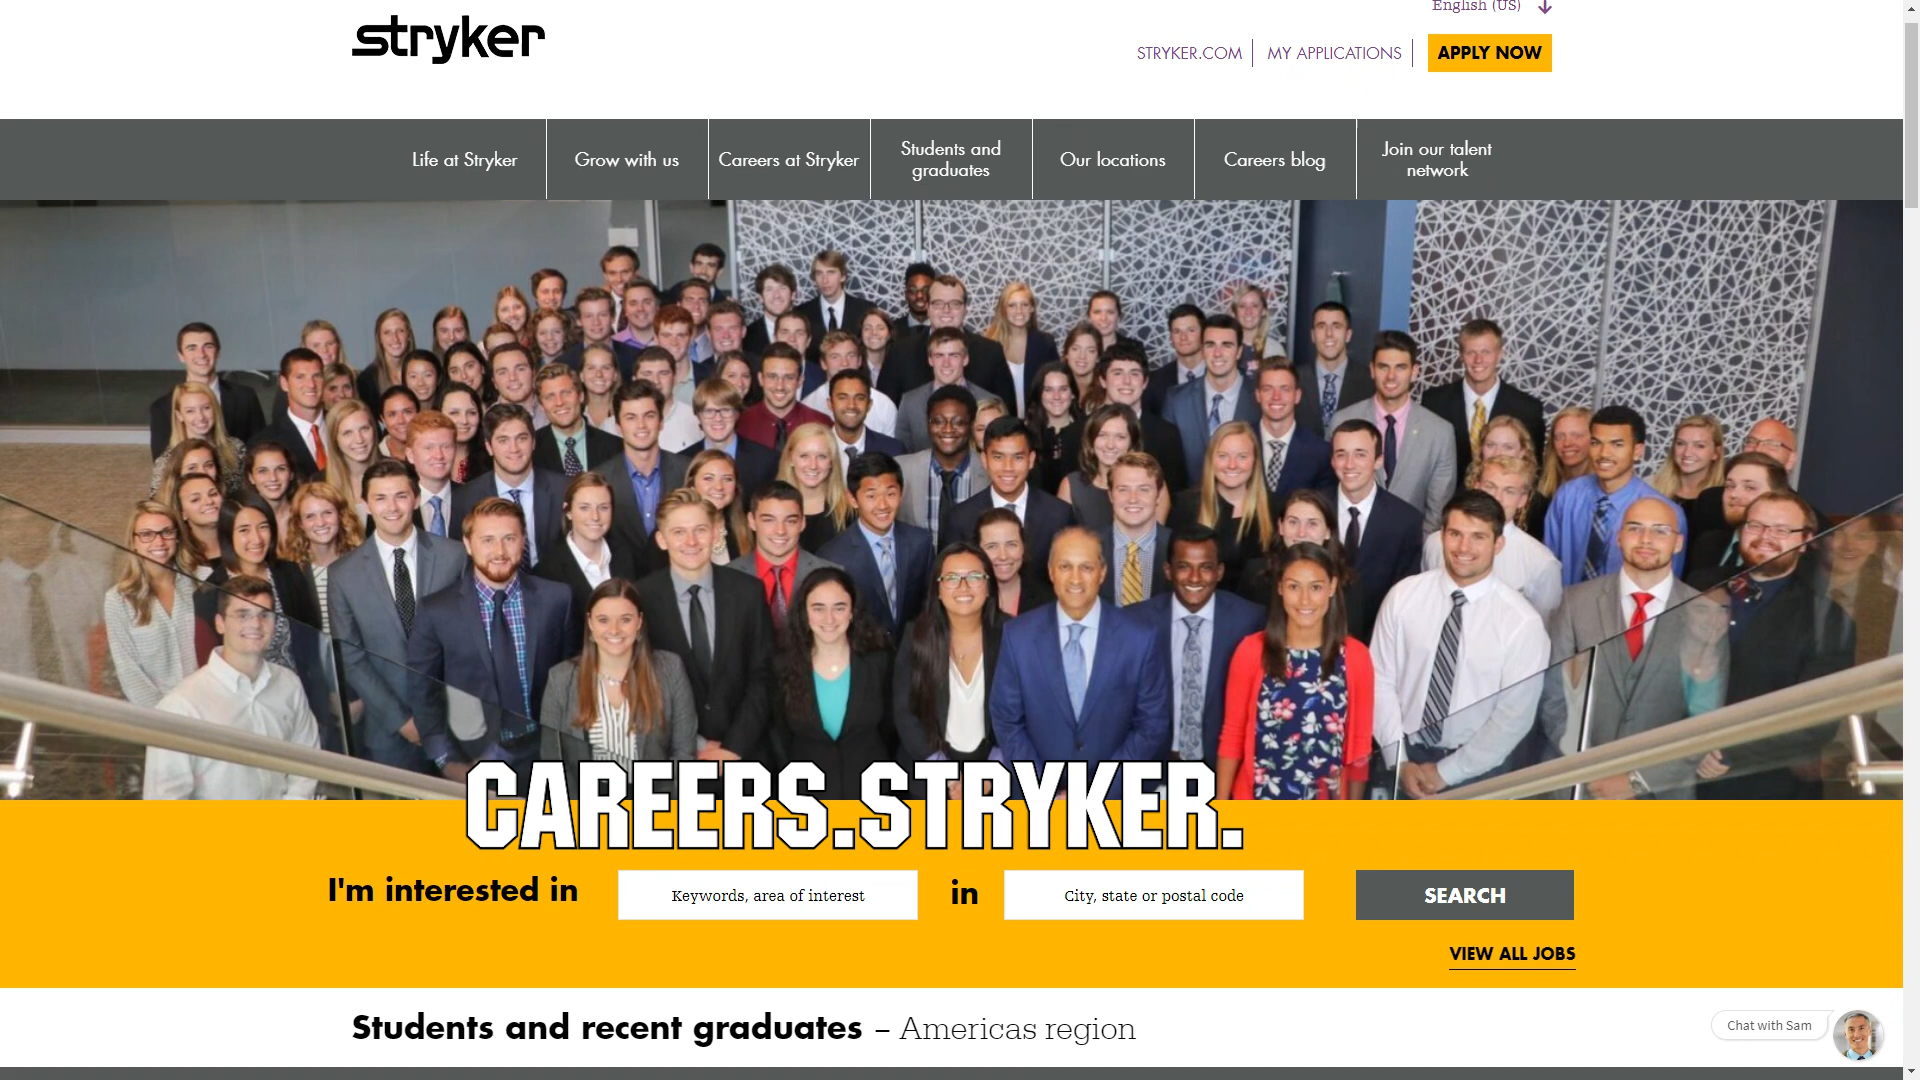 English (US)
stryker
STRYKER.COM
MY APPLICATIONS
APPLY NOW
Life at Stryker
Grow with us
Careers at Stryker
Students and
graduates
Our locations
Careers blog
Join our talent
network
CAREERS.STRYKER.
I'm interested in
Keywords, area of interest
in
City, state or postal code
SEARCH
VIEW ALL JOBS
Students and recent graduates – Americas region
Chat with Sam